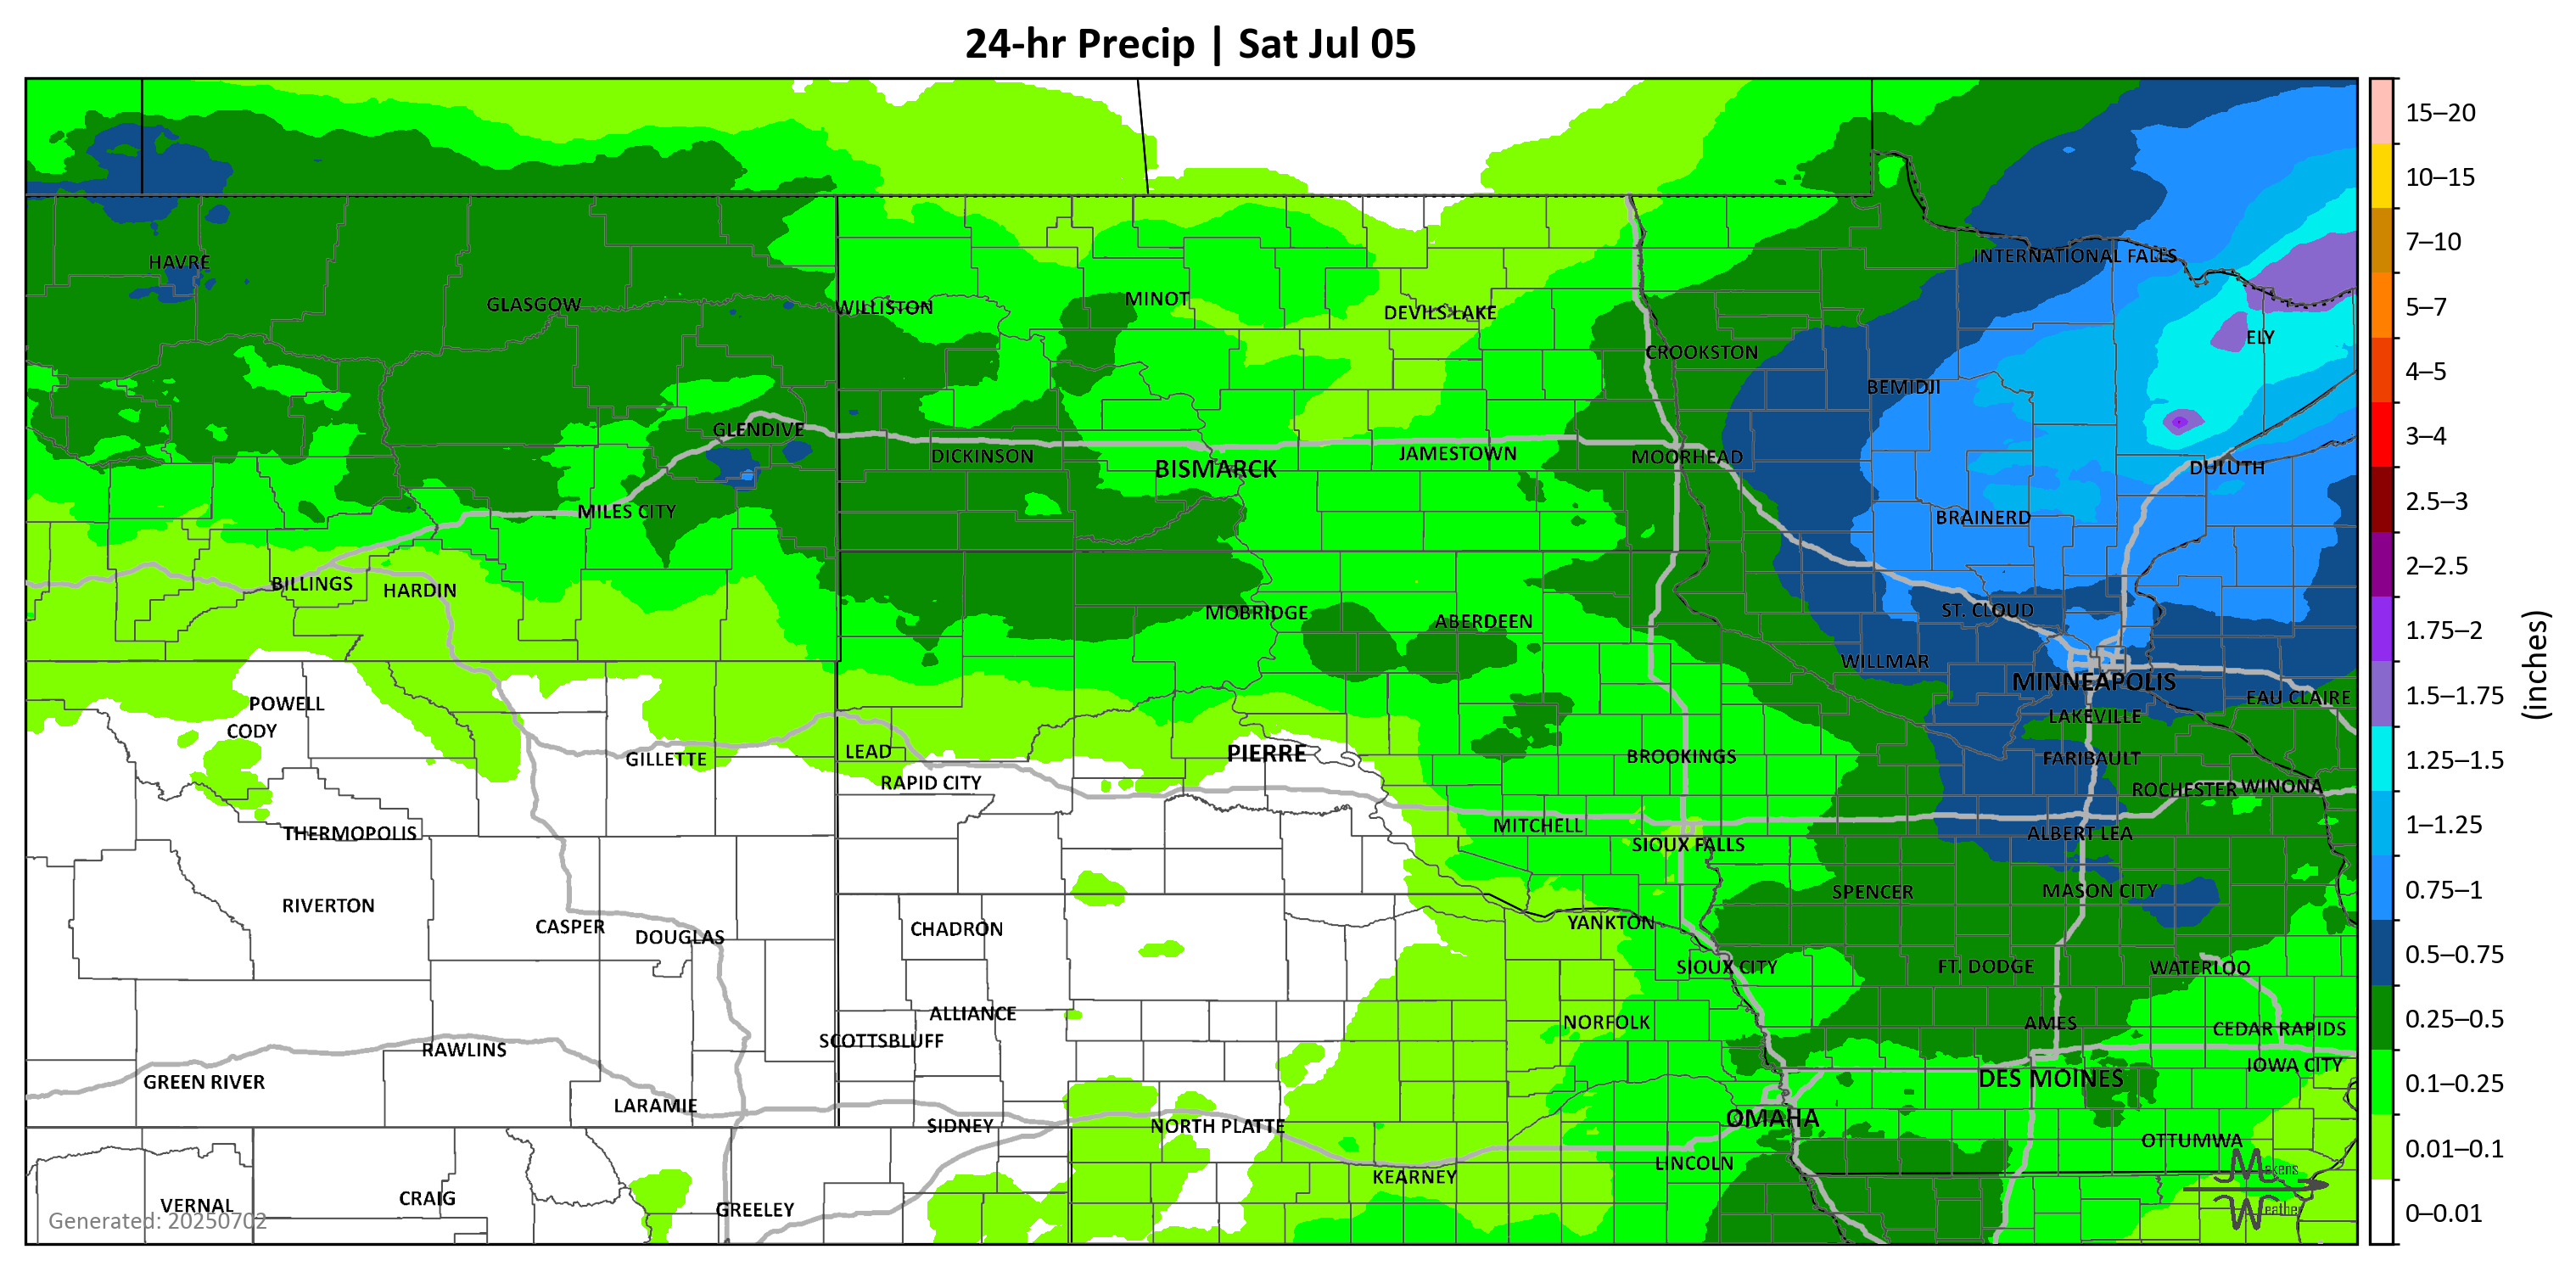 24-hr Precip | Sat Jul 05
15–20
10–15
7–10
5–7
4–5
3–4
2.5–3
2–2.5
1.75–2
1.5–1.75
1.25–1.5
1–1.25
0.75–1
0.5–0.75
0.25–0.5
0.1–0.25
0.01–0.1
0–0.01
(inches)
INTERNATIONAL FALLS
HAVRE
GLASGOW
WILLISTON
MINOT
DEVILS LAKE
ELY
CROOKSTON
BEMIDJI
GLENDIVE
DICKINSON
BISMARCK
JAMESTOWN
MOORHEAD
DULUTH
MILES CITY
BRAINERD
BILLINGS
HARDIN
MOBRIDGE
ABERDEEN
ST. CLOUD
WILLMAR
MINNEAPOLIS
EAU CLAIRE
POWELL
CODY
LAKEVILLE
GILLETTE
LEAD
PIERRE
BROOKINGS
FARIBAULT
RAPID CITY
ROCHESTER
WINONA
THERMOPOLIS
MITCHELL
SIOUX FALLS
ALBERT LEA
RIVERTON
SPENCER
MASON CITY
CASPER
DOUGLAS
CHADRON
YANKTON
SIOUX CITY
FT. DODGE
WATERLOO
ALLIANCE
SCOTTSBLUFF
NORFOLK
AMES
CEDAR RAPIDS
RAWLINS
IOWA CITY
GREEN RIVER
DES MOINES
LARAMIE
SIDNEY
NORTH PLATTE
OMAHA
OTTUMWA
KEARNEY
LINCOLN
VERNAL
CRAIG
GREELEY
Generated: 20250702
Makens
Weather